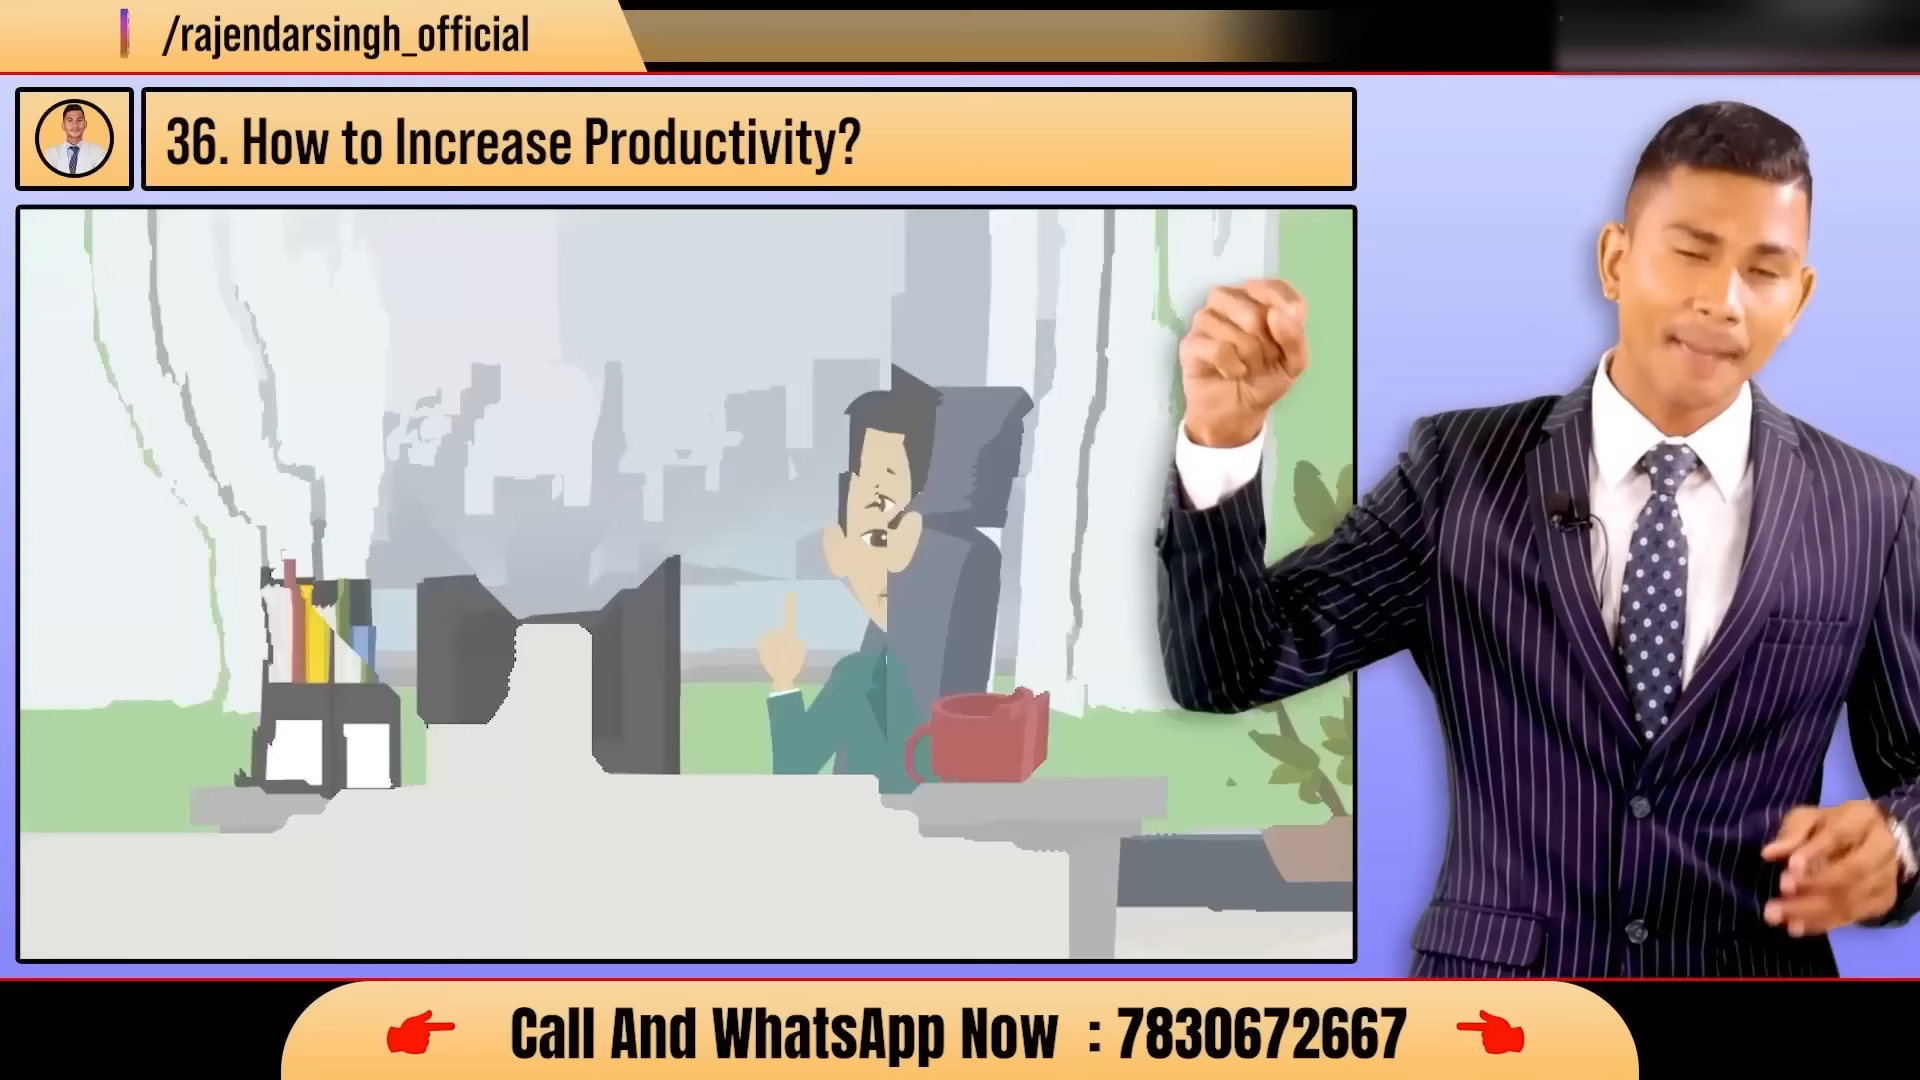 /rajendarsingh_official
36. How to Increase Productivity?
Call And WhatsApp Now : 7830672667